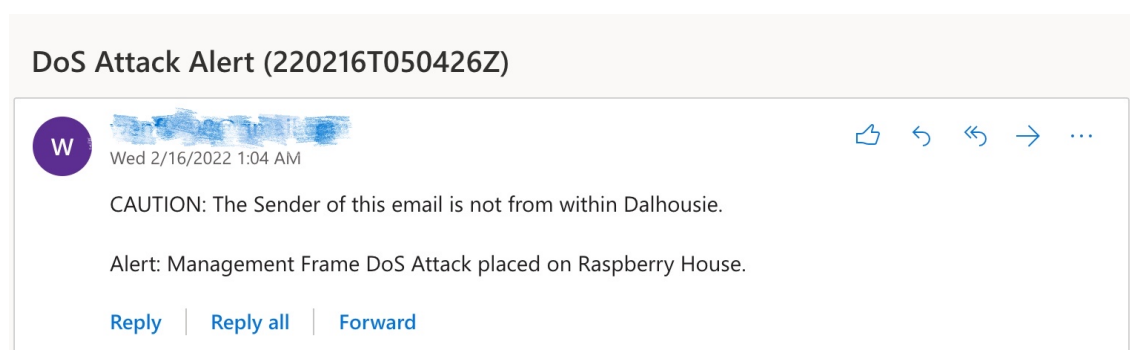 DoS Attack Alert (220216T050426Z)
W
Wed 2/16/2022 1:04 AM
CAUTION: The Sender of this email is not from within Dalhousie.
Alert: Management Frame DoS Attack placed on Raspberry House.
Reply Reply all Forward